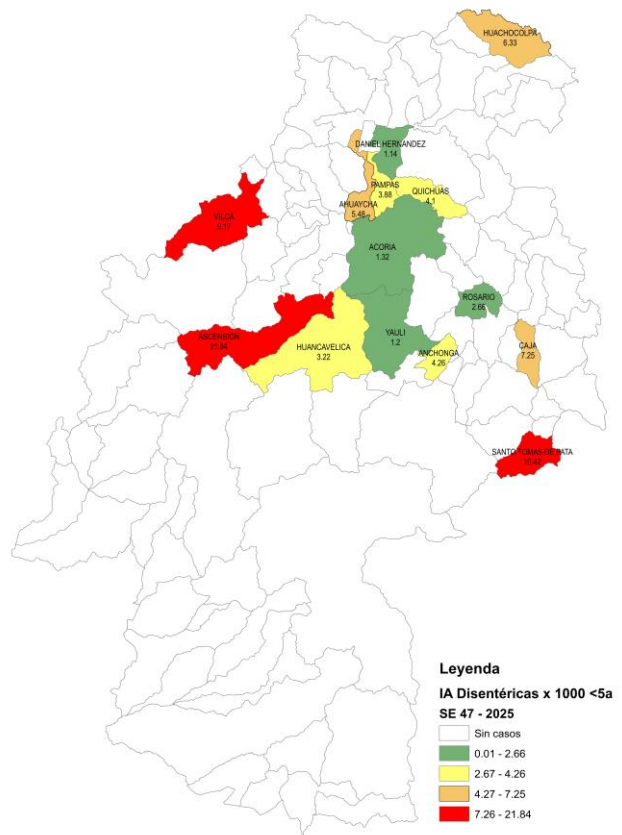 HUACHOCOLPA
6.33
DANIEL HERNANDEZ
1.14
PAMPAS
3.88
QUICHUAS
4.1
AHUAYCHA
5.48
VILCA
9.17
ACORIA
1.32
ROSARIO
2.66
ASCENSION
21.84
HUANCAVELICA
3.22
YAULI
1.2
ANCHONGA
4.26
CAJA
7.25
SANTO TOMAS DE PATA
10.42
Leyenda
IA Disentéricas x 1000 <5a
SE 47 - 2025
Sin casos
0.01 - 2.66
2.67 - 4.26
4.27 - 7.25
7.26 - 21.84